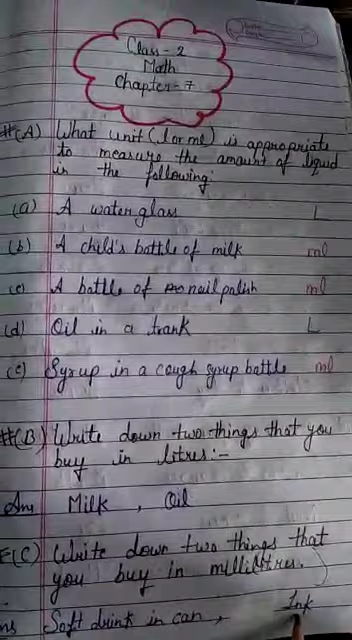 Class - 2
Math
Chapter - 7
#(A) What unit (l or ml) is appropriate
to measure the amount of liquid
in the following:
(a) A water glass L
(b) A child's bottle of milk ml
(c) A bottle of nail polish ml
(d) Oil in a trank L
(e) Syrup in a cough syrup bottle ml
#(B) Write down two things that you
buy in litres:-
Ans Milk , Oil
#(C) Write down two things that
you buy in millilitres.
Ans Soft drink in can, Ink